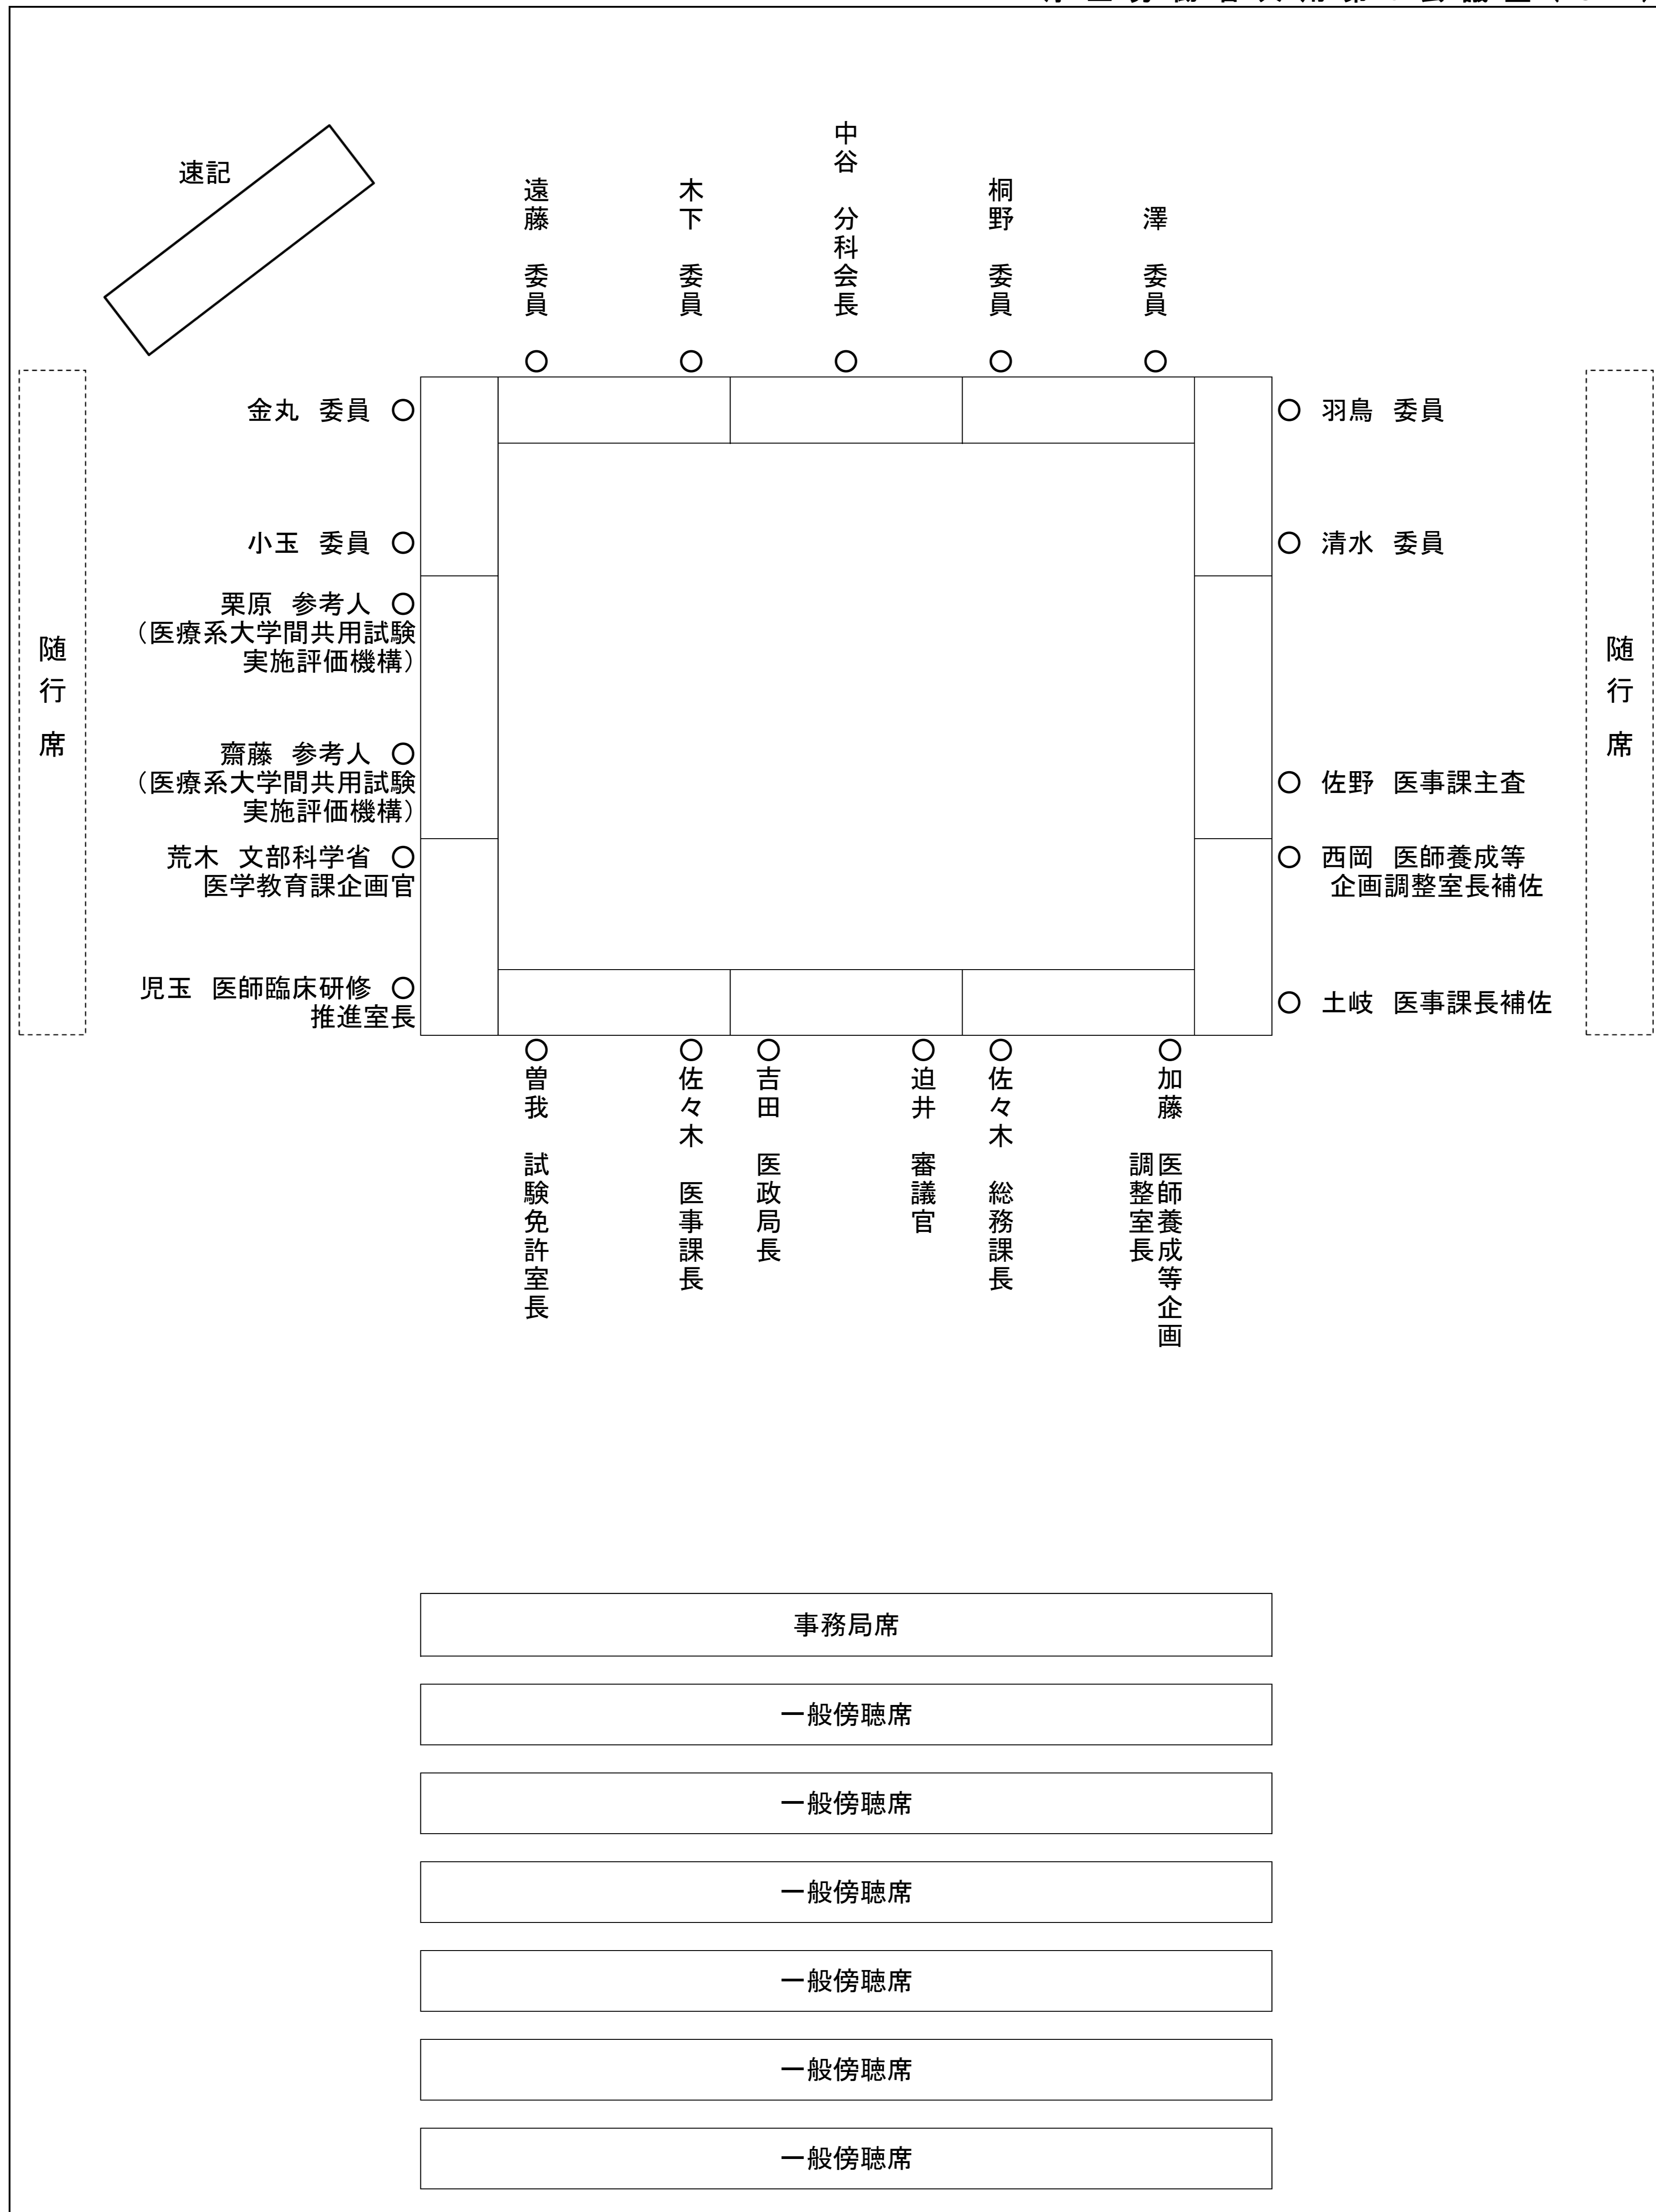 速記
遠藤 委員
木下 委員
中谷 分科会長
桐野 委員
澤 委員
金丸 委員
小玉 委員
栗原 参考人
（医療系大学間共用試験
実施評価機構）
齋藤 参考人
（医療系大学間共用試験
実施評価機構）
荒木 文部科学省
医学教育課企画官
児玉 医師臨床研修
推進室長
羽鳥 委員
清水 委員
佐野 医事課主査
西岡 医師養成等
企画調整室長補佐
土岐 医事課長補佐
随行席
随行席
曽我 試験免許室長
佐々木 医事課長
吉田 医政局長
迫井 審議官
佐々木 総務課長
加藤 医師養成等企画
調整室長
事務局席
一般傍聴席
一般傍聴席
一般傍聴席
一般傍聴席
一般傍聴席
一般傍聴席